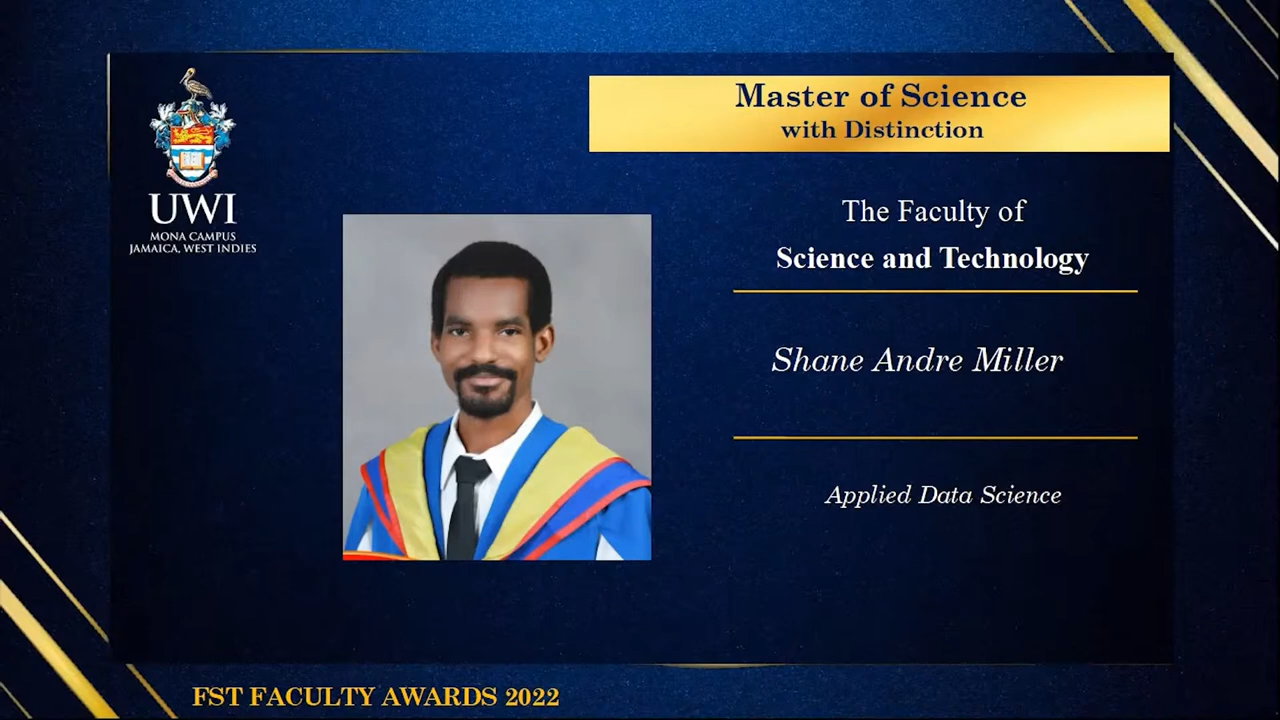 UWI
MONA CAMPUS
JAMAICA, WEST INDIES
Master of Science
with Distinction
The Faculty of
Science and Technology
Shane Andre Miller
Applied Data Science
FST FACULTY AWARDS 2022